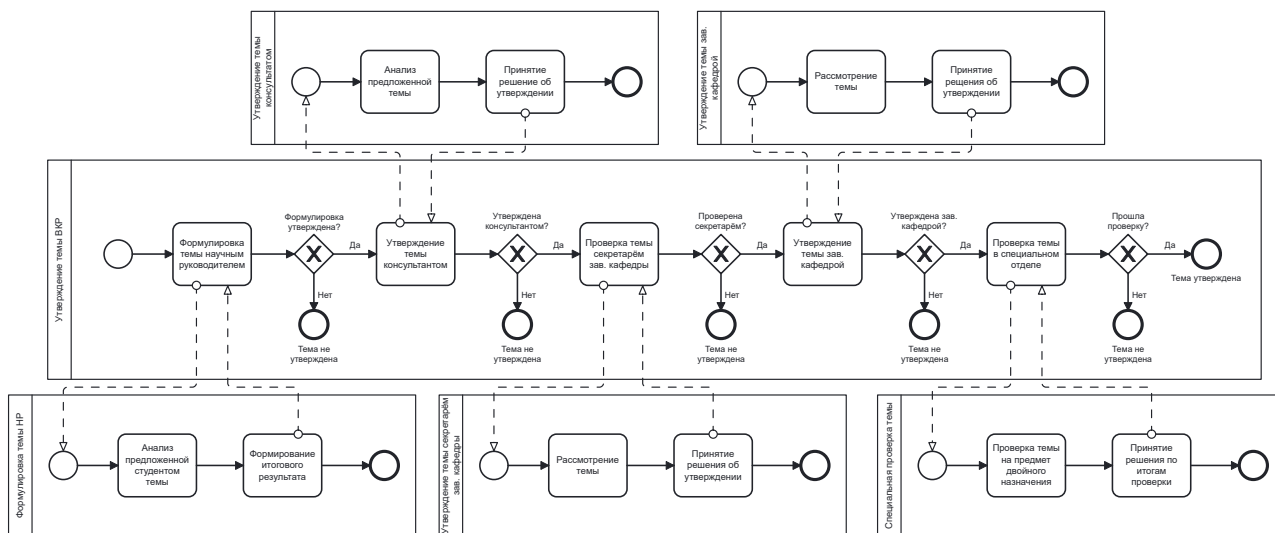 Утверждение темы
консультатом
Анализ
предложенной
темы
Принятие
решение об
утверждении
Утверждение темы зав.
кафедрой
Рассмотрение
темы
Принятие
решения об
утверждении
Утверждение темы ВКР
Формулировка
темы научным
руководителем
Формулировка
утверждена?
Да
Нет
Тема не
утверждена
Утверждение
темы
консультантом
Утверждена
консультантом?
Да
Нет
Тема не
утверждена
Проверка темы
секретарём
зав. кафедры
Проверена
секретарём?
Да
Нет
Тема не
утверждена
Утверждение
темы зав.
кафедрой
Утверждена зав.
кафедрой?
Да
Нет
Тема не
утверждена
Проверка темы
в специальном
отделе
Прошла
проверку?
Да
Нет
Тема не
утверждена
Тема утверждена
Формулировка темы НР
Анализ
предложенной
студентом
темы
Формирование
итогового
результата
Утверждение темы секретарём
зав. кафедры
Рассмотрение
темы
Принятие
решения об
утверждении
Специальная проверка темы
Проверка темы
на предмет
двойного
назначения
Принятие
решения по
итогам
проверки